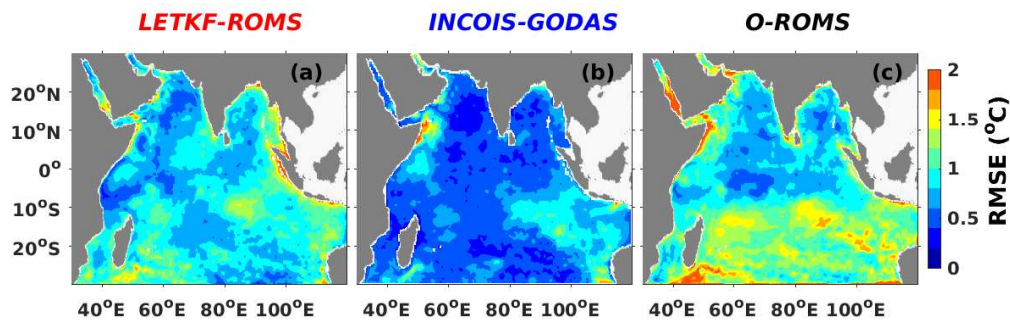 LETKF-ROMS INCOIS-GODAS O-ROMS
(a) (b) (c)
20°N
10°N
0°
10°S
20°S
40°E 60°E 80°E 100°E 40°E 60°E 80°E 100°E 40°E 60°E 80°E 100°E
2
1.5
1
0.5
0
RMSE (°C)